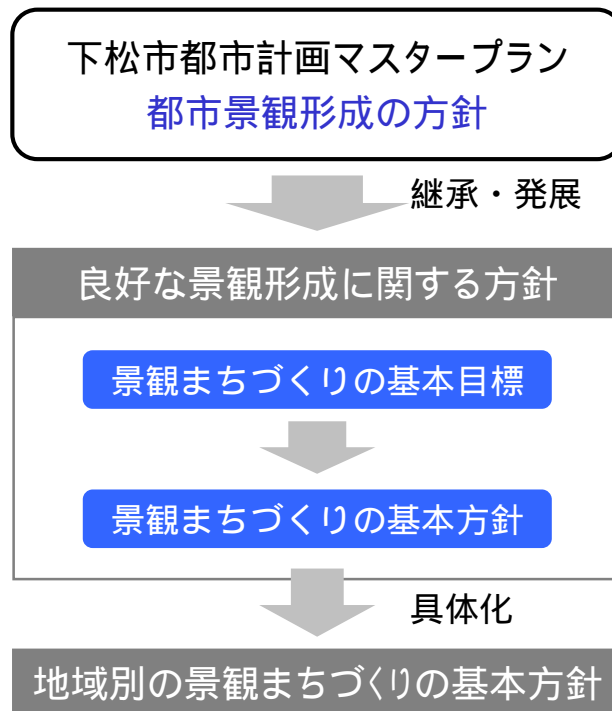 下松市都市計画マスタープラン
都市景観形成の方針
継承・発展
良好な景観形成に関する方針
景観まちづくりの基本目標
景観まちづくりの基本方針
具体化
地域別の景観まちづくりの基本方針